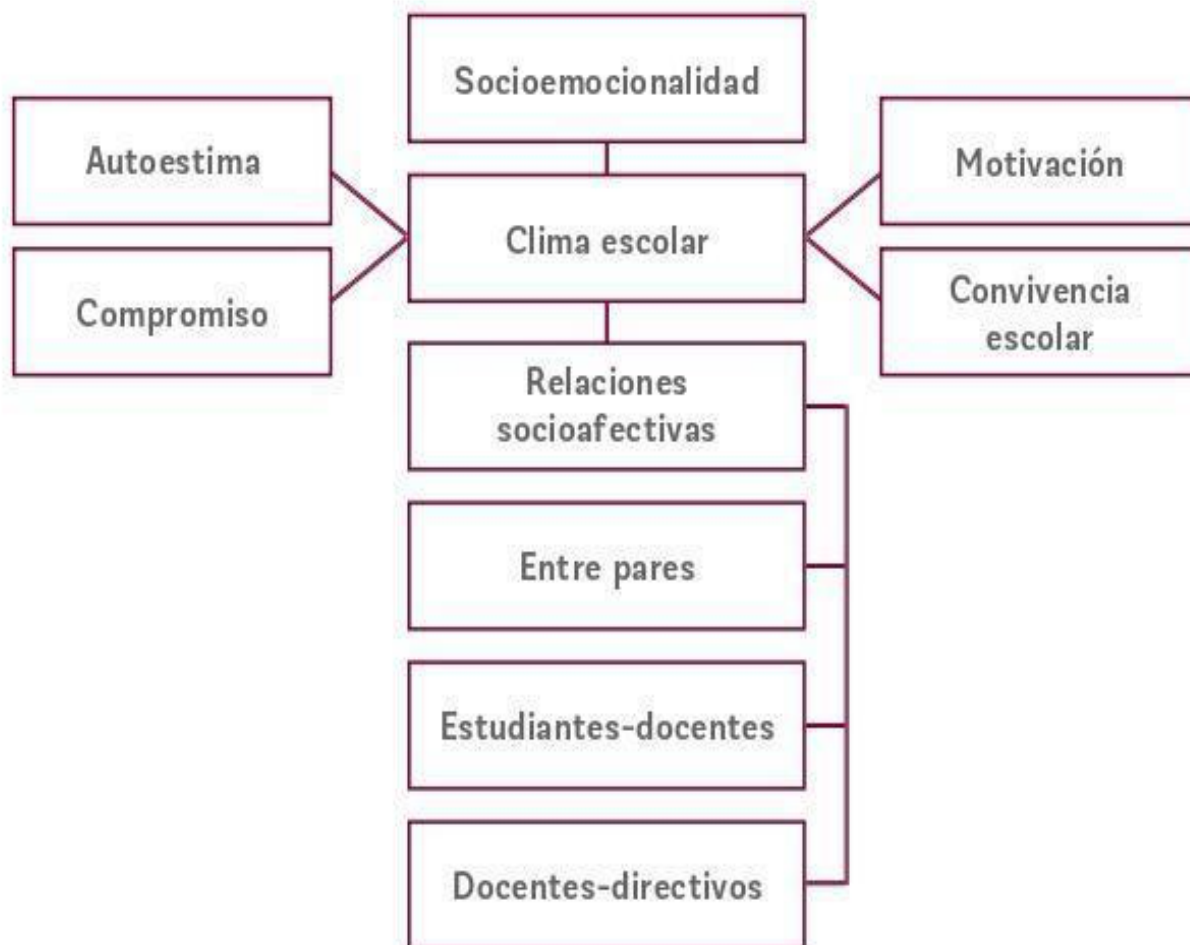 Socioemocionalidad
Autoestima
Motivación
Clima escolar
Compromiso
Convivencia
escolar
Relaciones
socioafectivas
Entre pares
Estudiantes-docentes
Docentes-directivos